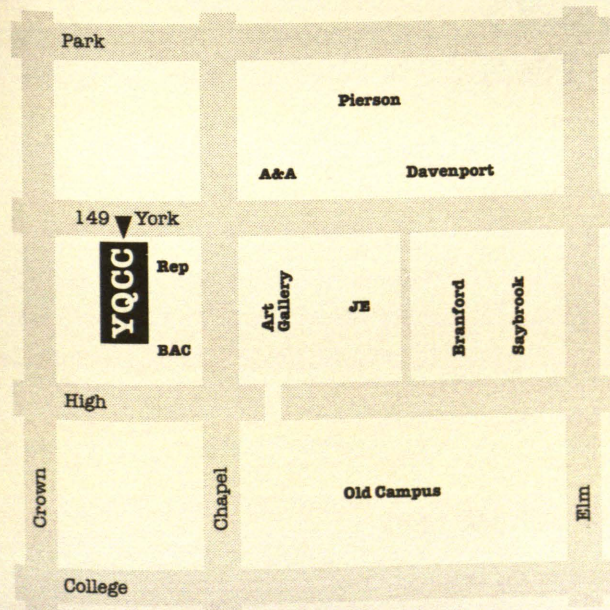 Park
Pierson
A&A
Davenport
149 York
YQCC
Rep
BAC
Art
Gallery
JE
Branford
Saybrook
High
Crown
Chapel
Old Campus
Elm
College